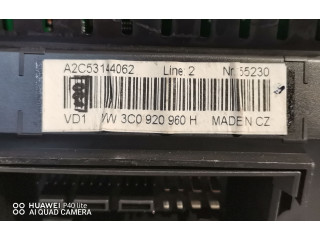 A2C53144062 Line: 2 Nr. 55230
VD1 VW 3C0 920 960 H MADE IN CZ
HUAWEI P40 lite
AI QUAD CAMERA